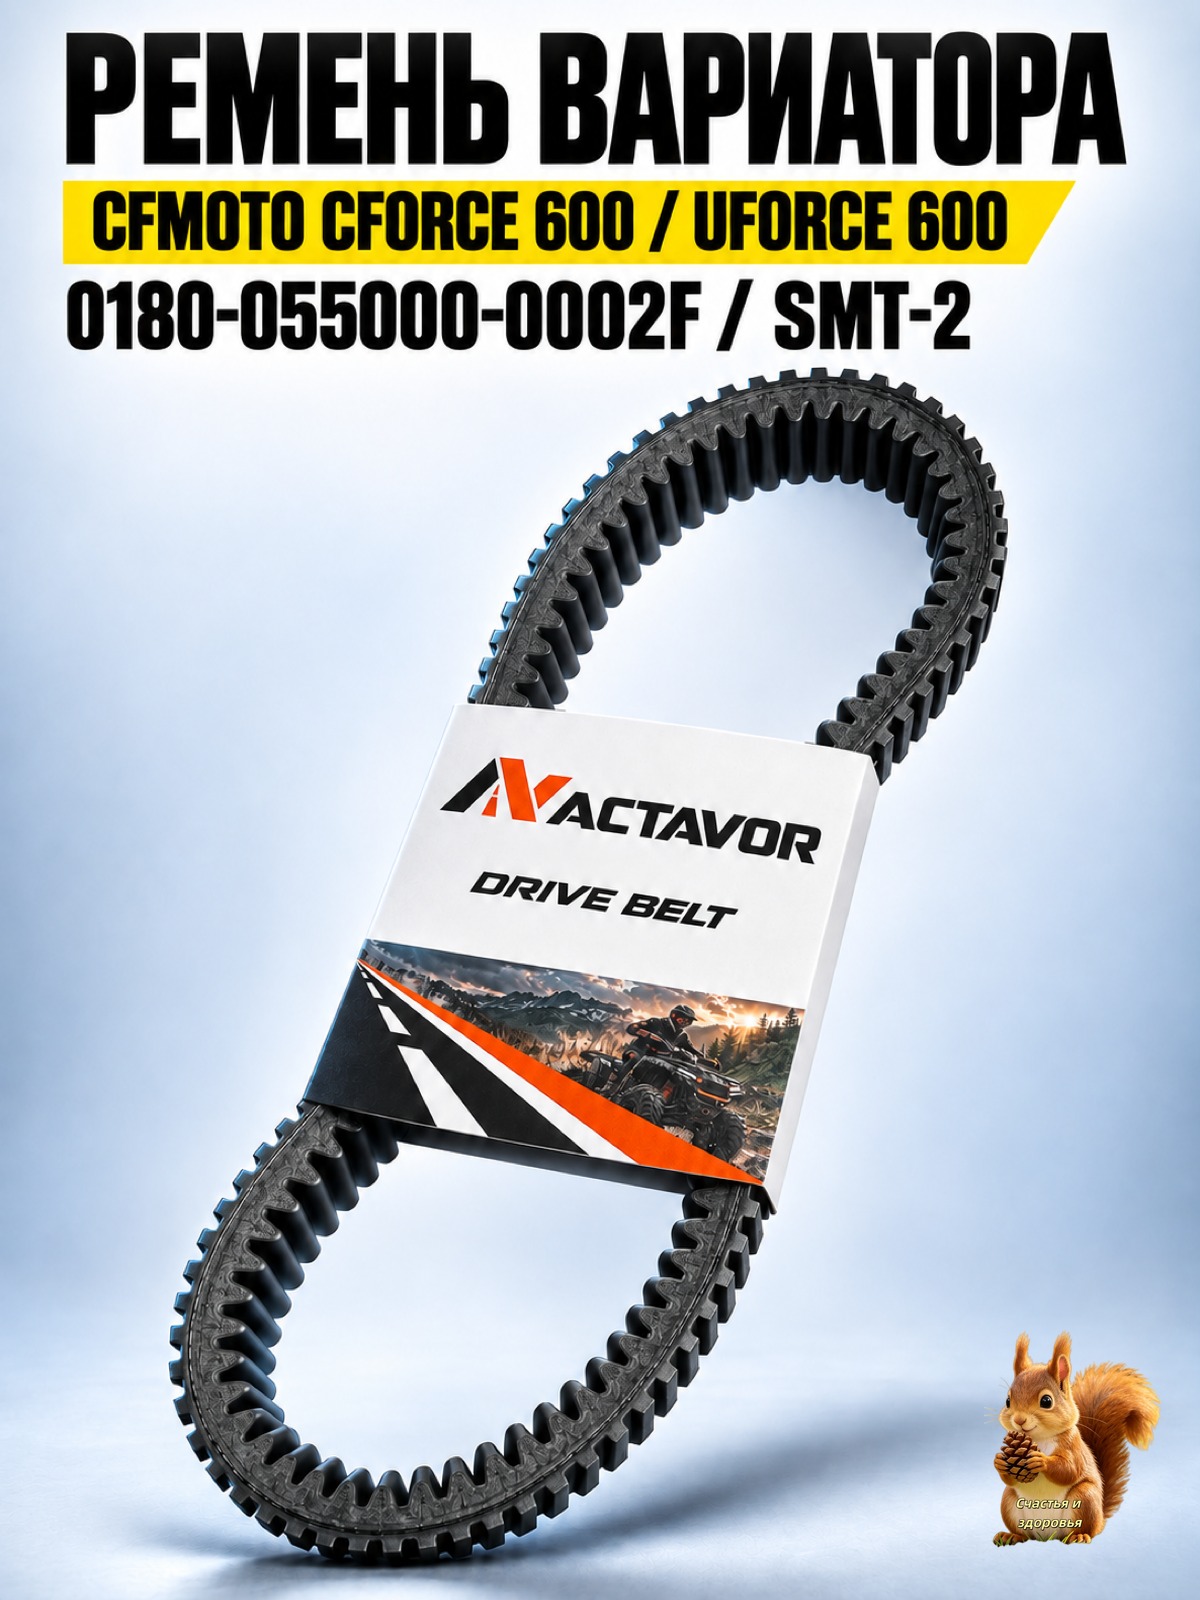 РЕМЕНЬ ВАРИАТОРА
CFMOTO CFORCE 600 / UFORCE 600
0180-055000-0002F / SMT-2
ACTAVOR
DRIVE BELT
Счастья и
здоровья